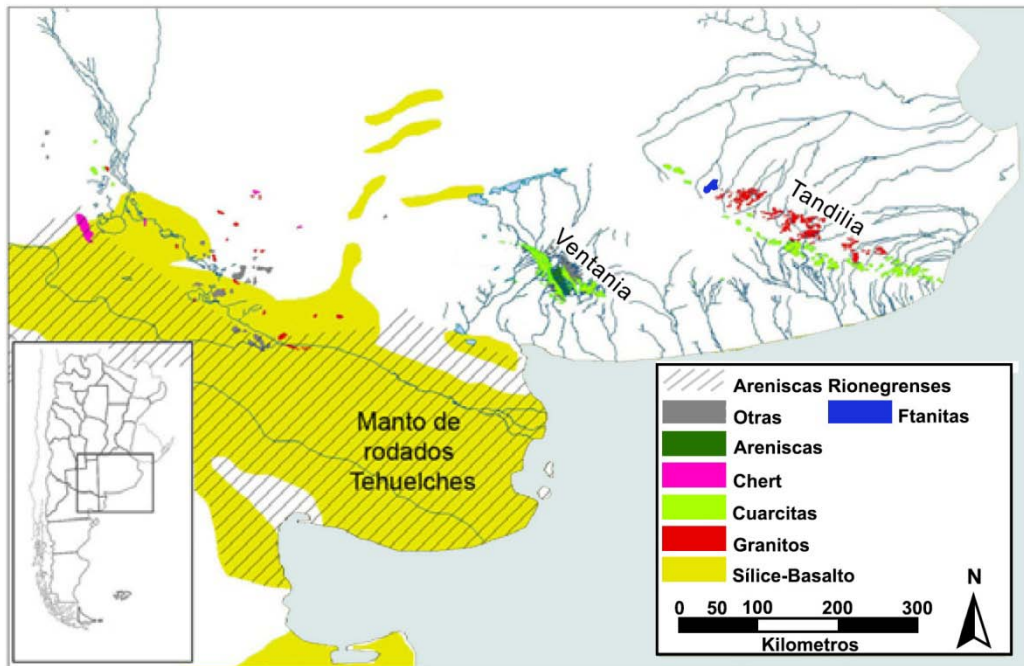 Tandilia
Ventania
Manto de
rodados
Tehuelches
Areniscas Rionegrenses
Otras
Ftanitas
Areniscas
Chert
Cuarcitas
Granitos
Sílice-Basalto
N
0 50 100 200 300
Kilometros